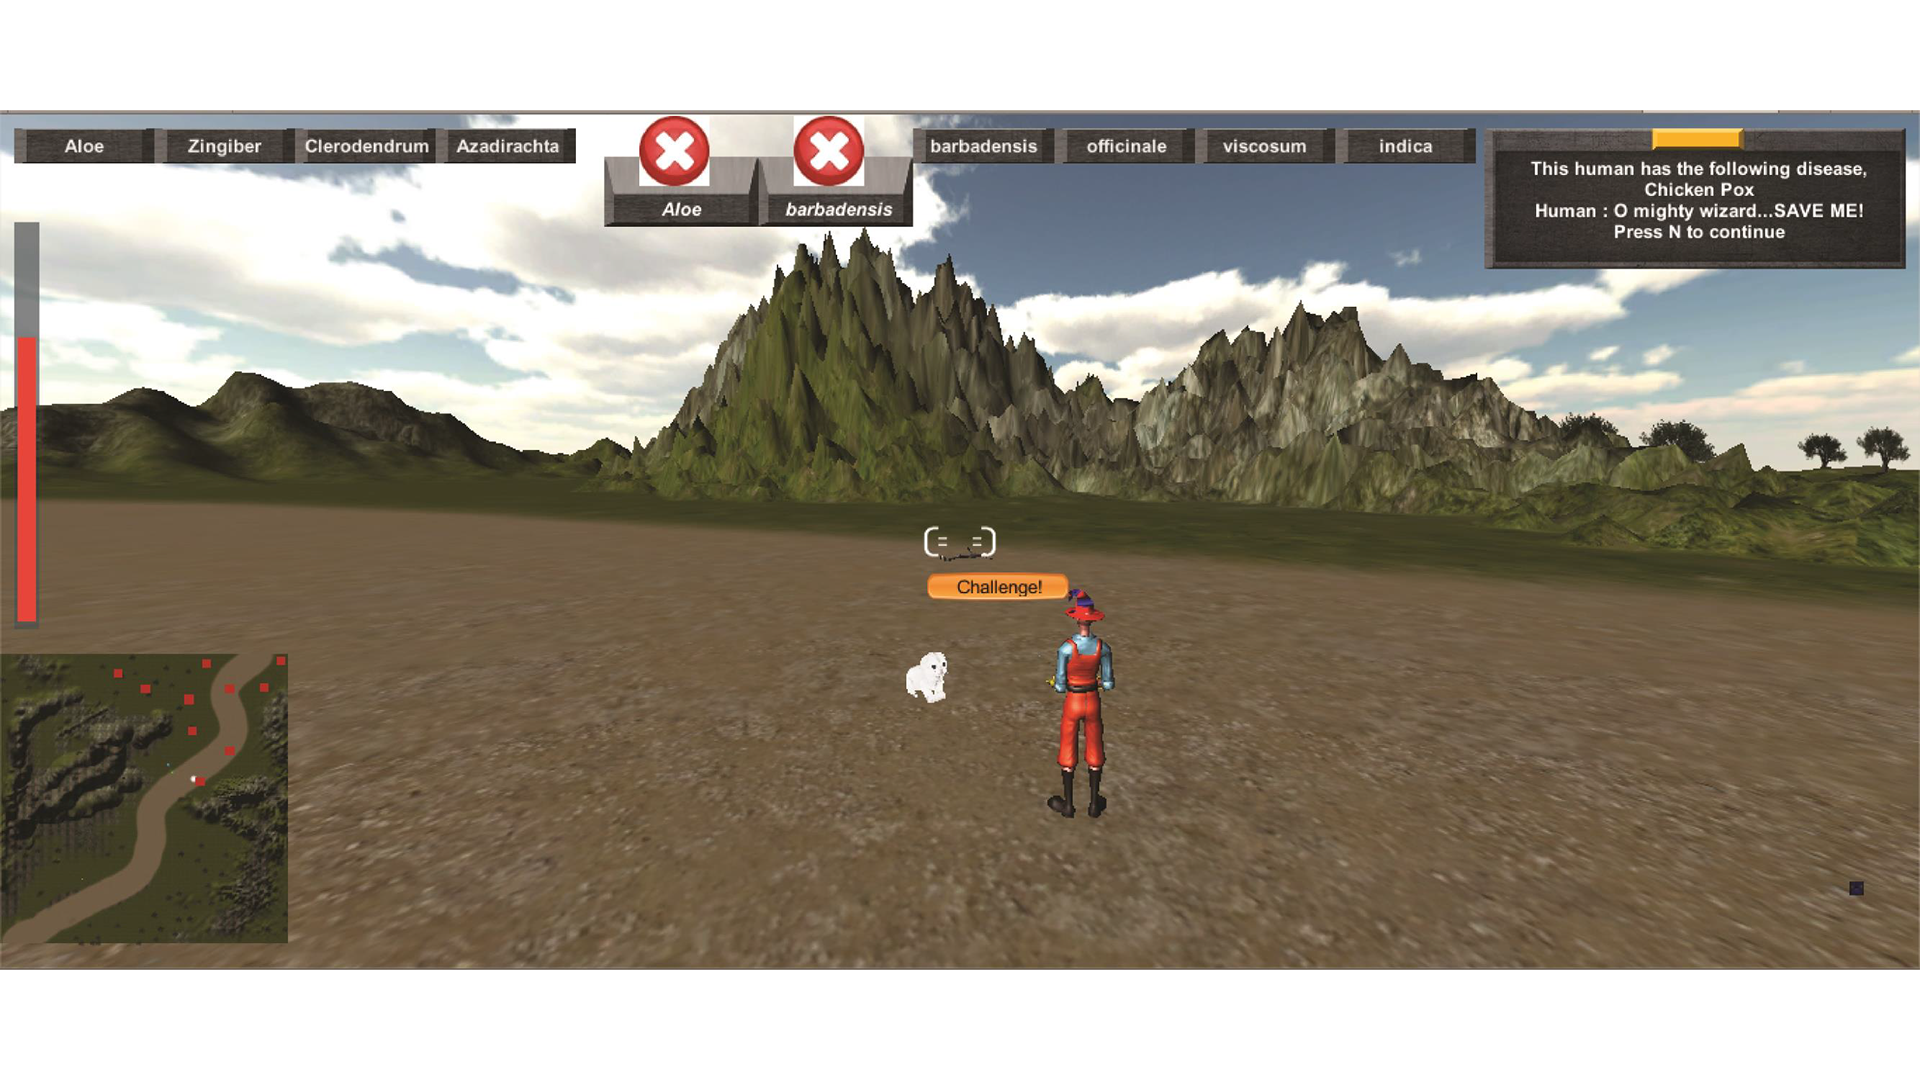 Aloe
Zingiber
Clerodendrum
Azadirachta
Aloe
barbadensis
barbadensis
officinale
viscosum
indica
This human has the following disease,
Chicken Pox
Human : O mighty wizard...SAVE ME!
Press N to continue
Challenge!